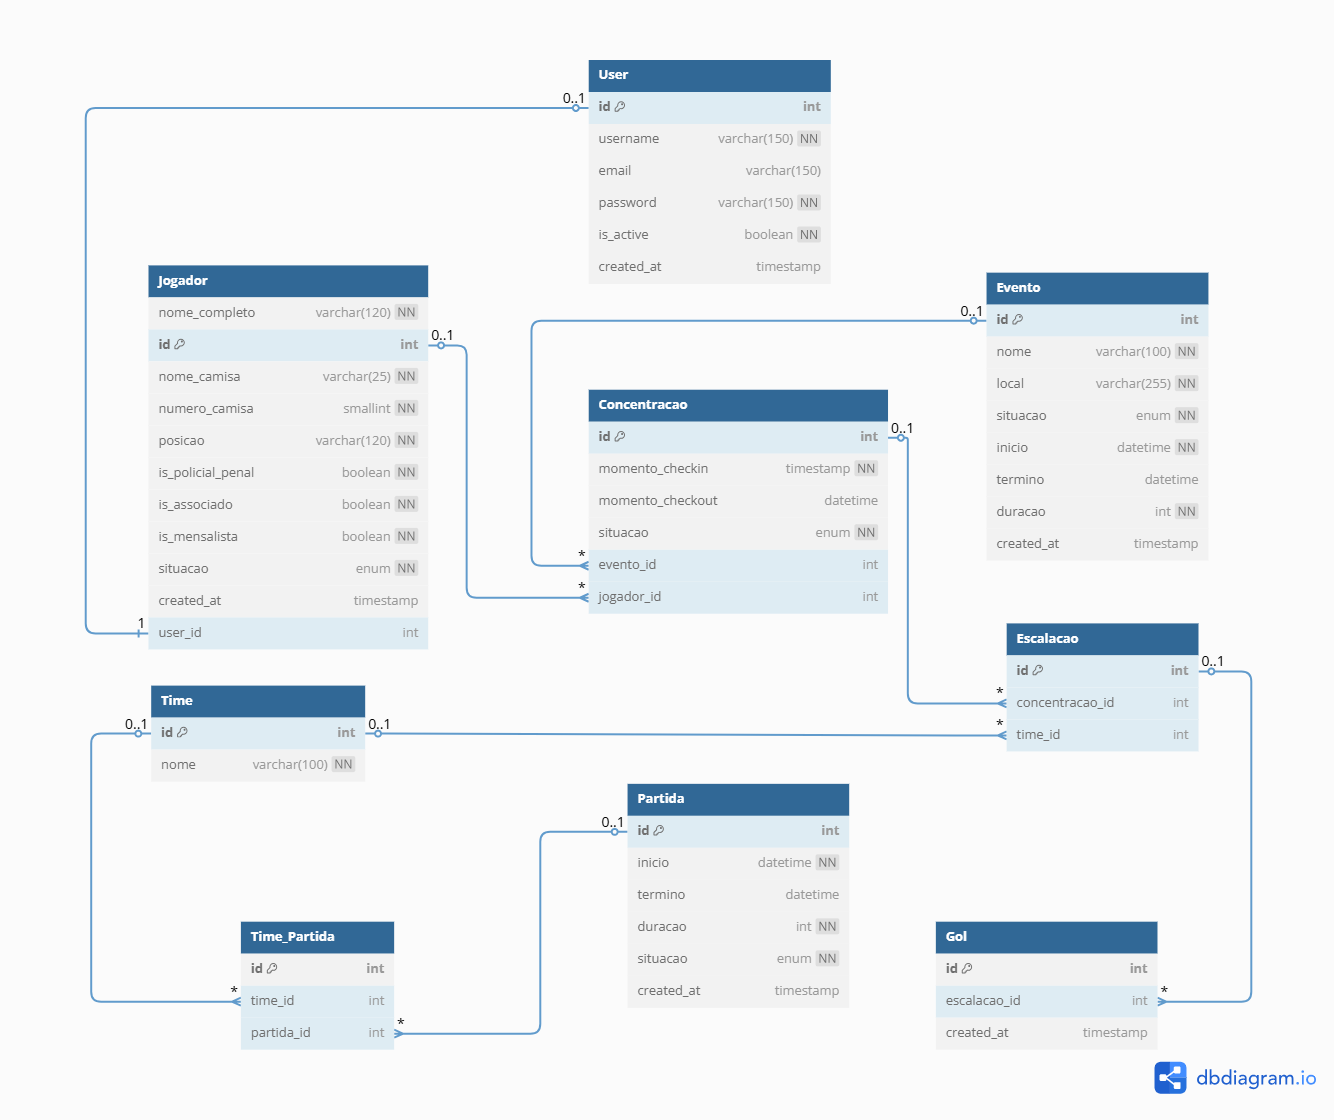 User
0..1
id int
username varchar(150) NN
email varchar(150)
password varchar(150) NN
is_active boolean NN
created_at timestamp
Jogador
nome_completo varchar(120) NN
id int
0..1
nome_camisa varchar(25) NN
numero_camisa smallint NN
posicao varchar(120) NN
is_policial_penal boolean NN
is_associado boolean NN
is_mensalista boolean NN
situacao enum NN
created_at timestamp
1
user_id int
Evento
0..1
id int
nome varchar(100) NN
local varchar(255) NN
situacao enum NN
inicio datetime NN
termino datetime
duracao int NN
created_at timestamp
Concentracao
id int
0..1
momento_checkin timestamp NN
momento_checkout datetime
situacao enum NN
*
evento_id int
*
jogador_id int
Escalacao
id int
0..1
*
concentracao_id int
*
time_id int
Time
0..1
id int
0..1
nome varchar(100) NN
Partida
0..1
id int
inicio datetime NN
termino datetime
duracao int NN
situacao enum NN
created_at timestamp
Time_Partida
id int
*
time_id int
*
partida_id int
Gol
id int
*
escalacao_id int
created_at timestamp
dbdiagram.io